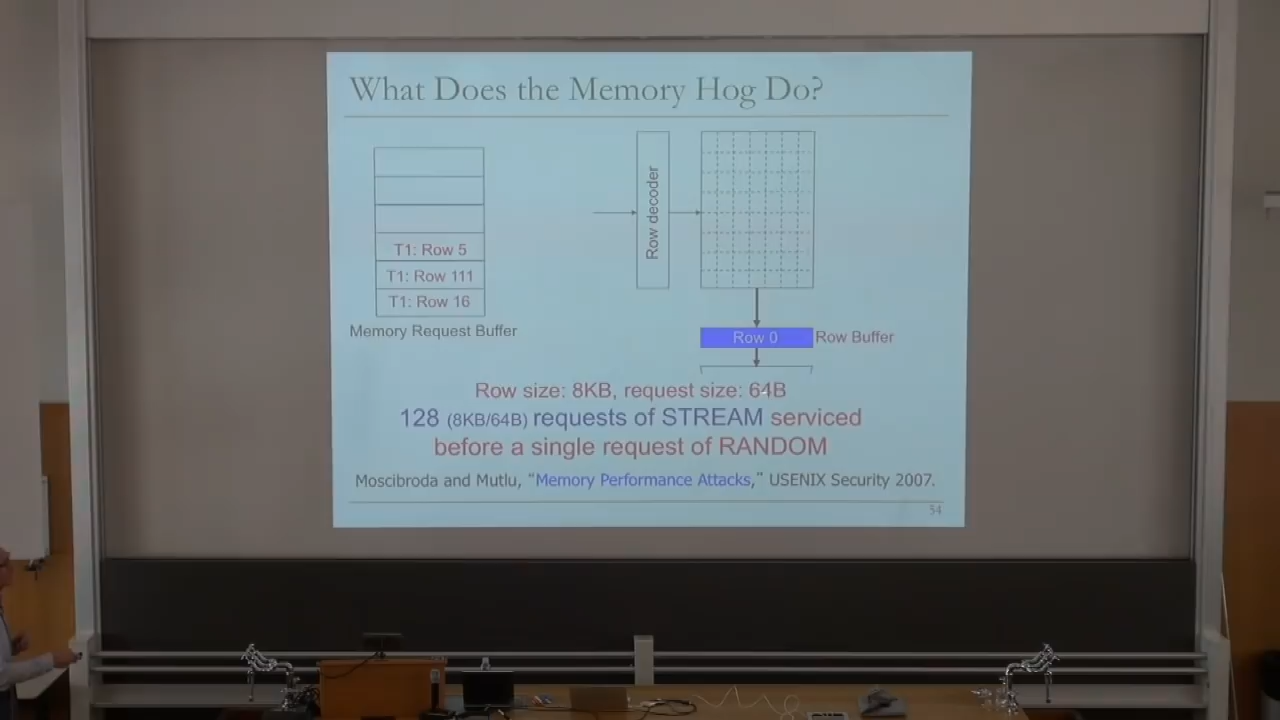 What Does the Memory Hog Do?
T1: Row 5
T1: Row 111
T1: Row 16
Memory Request Buffer
Row decoder
Row 0
Row Buffer
Row size: 8KB, request size: 64B
128 (8KB/64B) requests of STREAM serviced
before a single request of RANDOM
Moscibroda and Mutlu, “Memory Performance Attacks,” USENIX Security 2007.
54